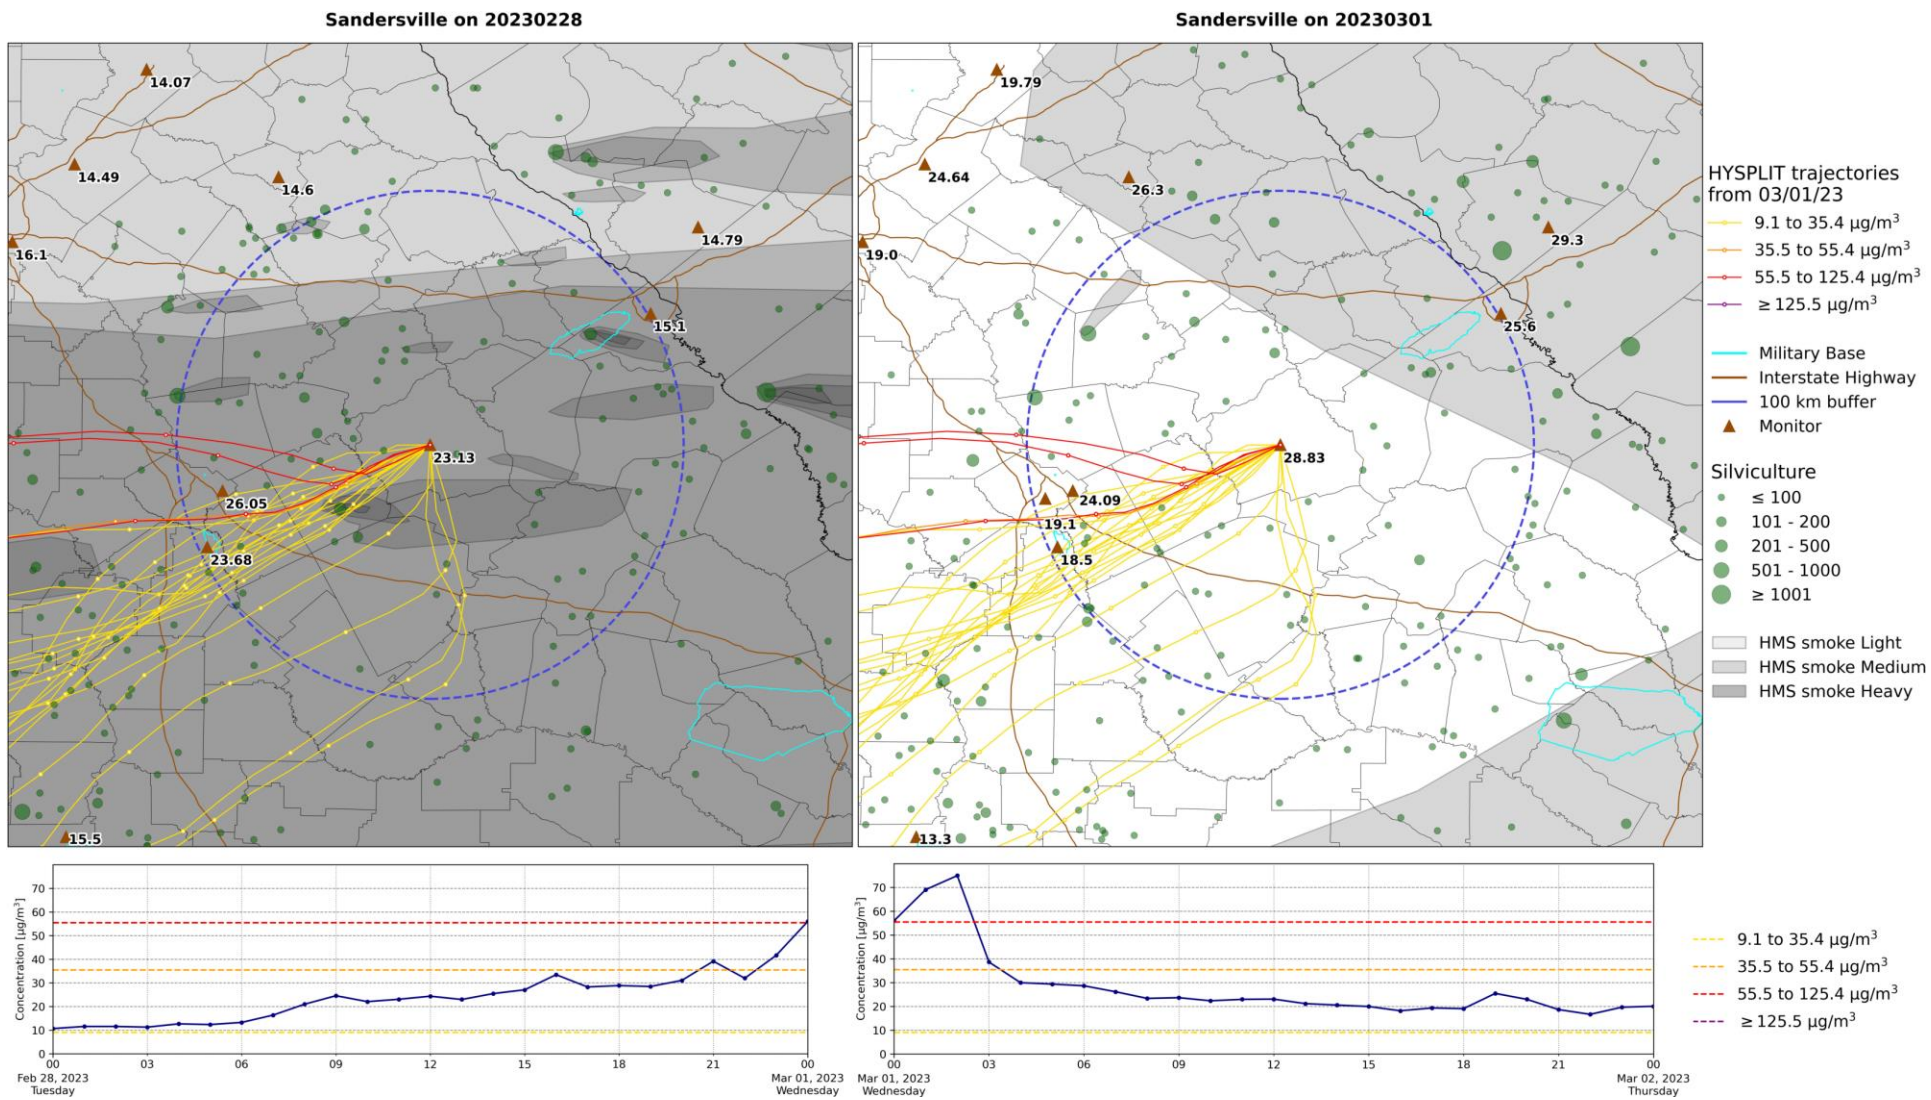 Sandersville on 20230228
14.07
14.49
14.6
16.1
14.79
15.1
23.13
26.05
23.68
15.5
Sandersville on 20230301
19.79
24.64
26.3
19.0
29.3
25.6
28.83
24.09
19.1
18.5
13.3
HYSPLIT trajectories
from 03/01/23
9.1 to 35.4 µg/m³
35.5 to 55.4 µg/m³
55.5 to 125.4 µg/m³
≥ 125.5 µg/m³
Military Base
Interstate Highway
100 km buffer
Monitor
Silviculture
≤ 100
101 - 200
201 - 500
501 - 1000
≥ 1001
HMS smoke Light
HMS smoke Medium
HMS smoke Heavy
Concentration [µg/m³]
70
60
50
40
30
20
10
0
00 03 06 09 12 15 18 21 00
Feb 28, 2023 Mar 01, 2023
Tuesday Wednesday
Concentration [µg/m³]
70
60
50
40
30
20
10
0
00 03 06 09 12 15 18 21 00
Mar 01, 2023 Mar 02, 2023
Wednesday Thursday
9.1 to 35.4 µg/m³
35.5 to 55.4 µg/m³
55.5 to 125.4 µg/m³
≥ 125.5 µg/m³